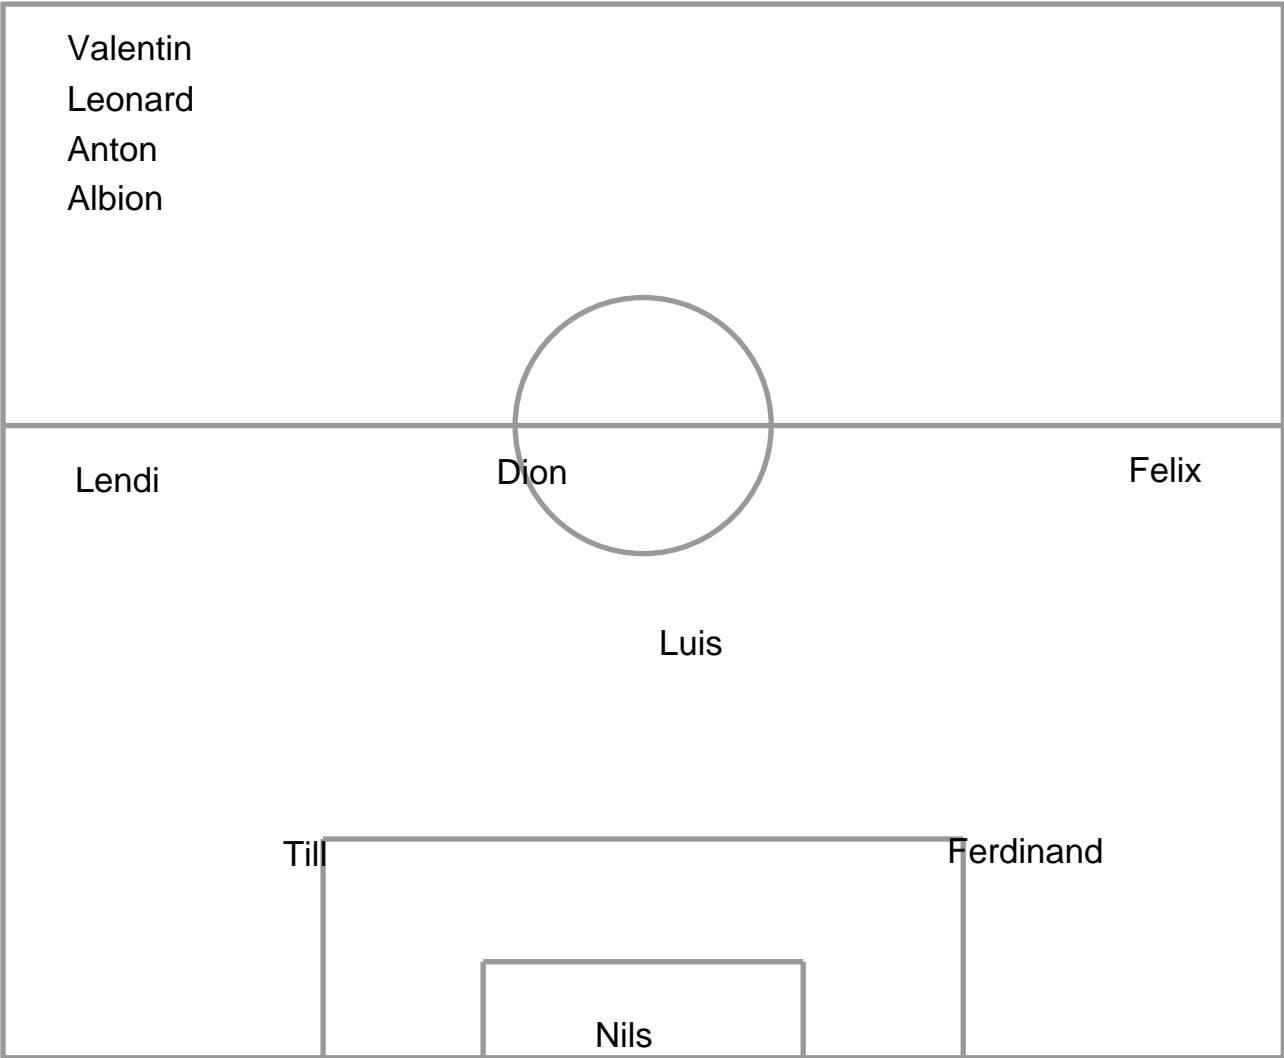 Valentin
Leonard
Anton
Albion
Lendi
Dion
Felix
Luis
Till
Ferdinand
Nils